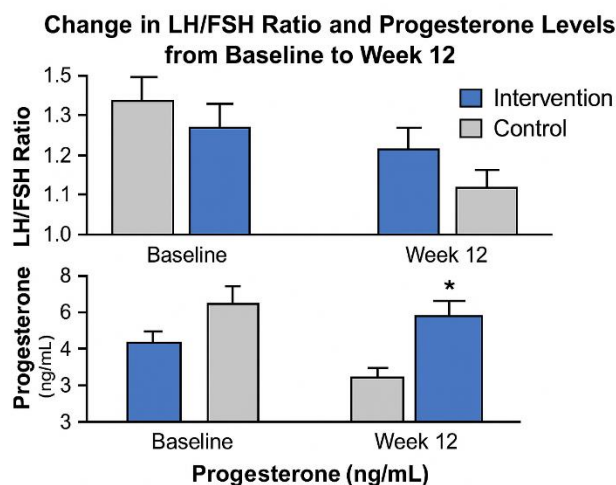 Change in LH/FSH Ratio and Progesterone Levels
from Baseline to Week 12
LH/FSH Ratio
1.5
1.3
1.2
1.1
1.0
Intervention
Control
Baseline
Week 12
Progesterone
(ng/mL)
8
6
4
3
3
*
Baseline
Week 12
Progesterone (ng/mL)